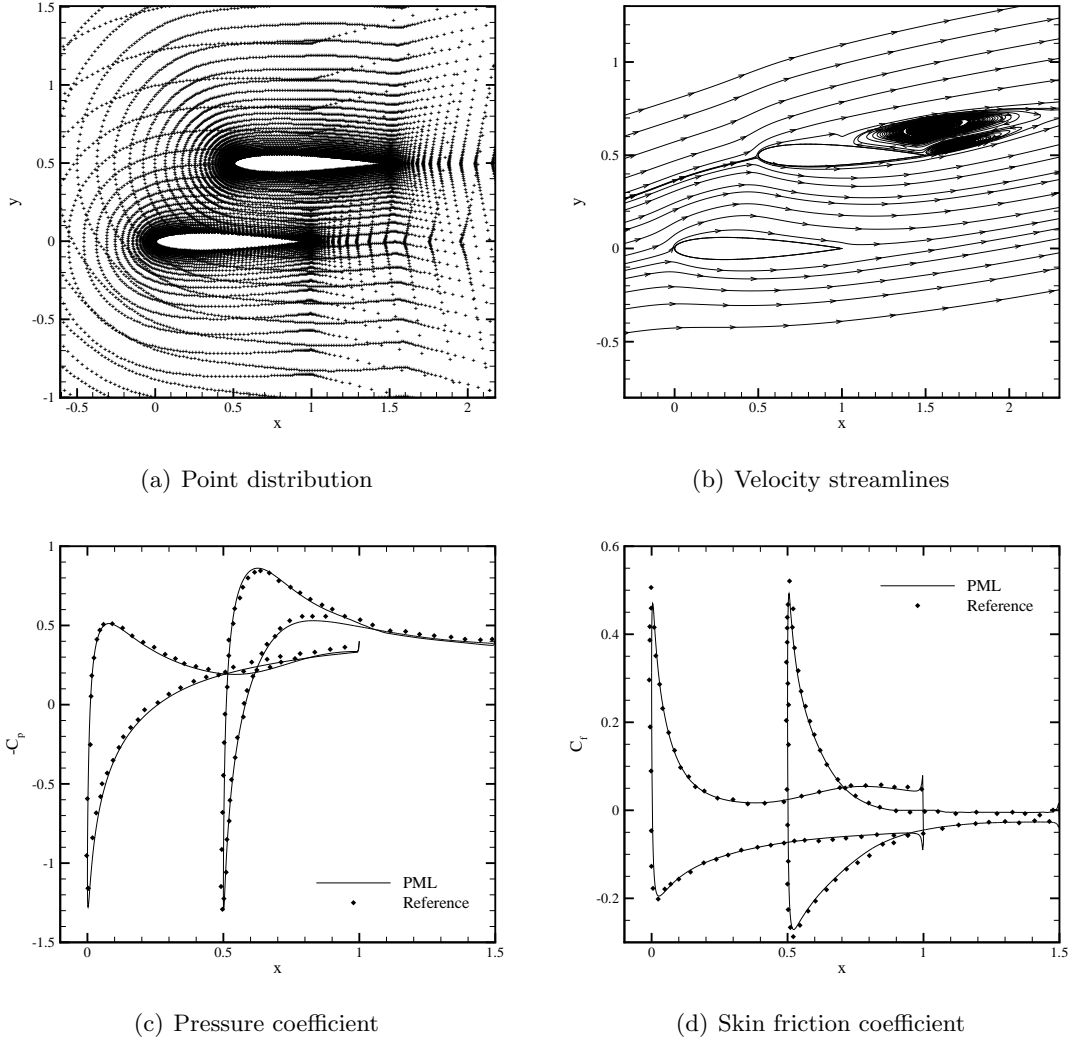 1.5
1
0.5
0
-0.5
-1
y
-0.5
0
0.5
1
1.5
2
x
(a) Point distribution
1
0.5
0
-0.5
y
0
0.5
1
1.5
2
x
(b) Velocity streamlines
1
0.5
0
-0.5
-1
-1.5
-Cp
0
0.5
1
1.5
x
PML
Reference
(c) Pressure coefficient
0.6
0.4
0.2
0
-0.2
Cf
0
0.5
1
1.5
x
PML
Reference
(d) Skin friction coefficient